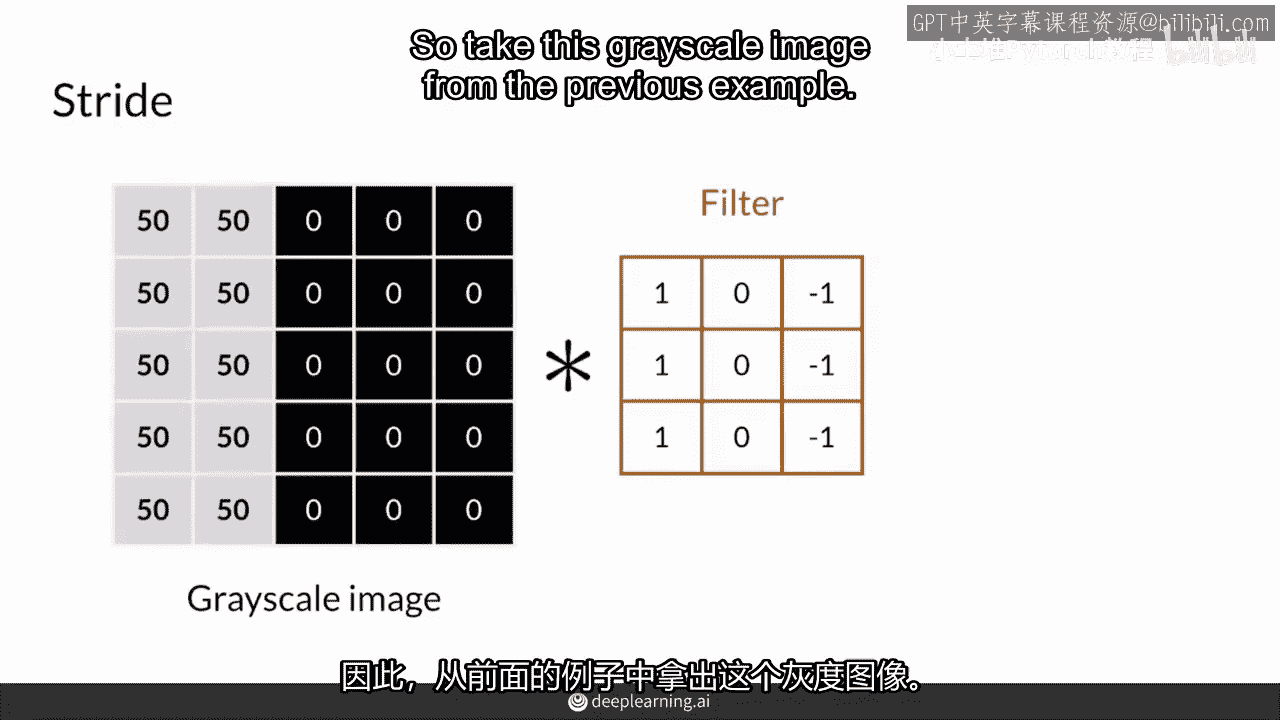 GPT中英字幕课程资源@bilibili.com
So take this grayscale image
from the previous example.
Stride
Filter
50 50 0 0 0
50 50 0 0 0
50 50 0 0 0
50 50 0 0 0
50 50 0 0 0
*
1 0 -1
1 0 -1
1 0 -1
Grayscale image
因此，从前面的例子中拿出这个灰度图像。
deeplearning.ai